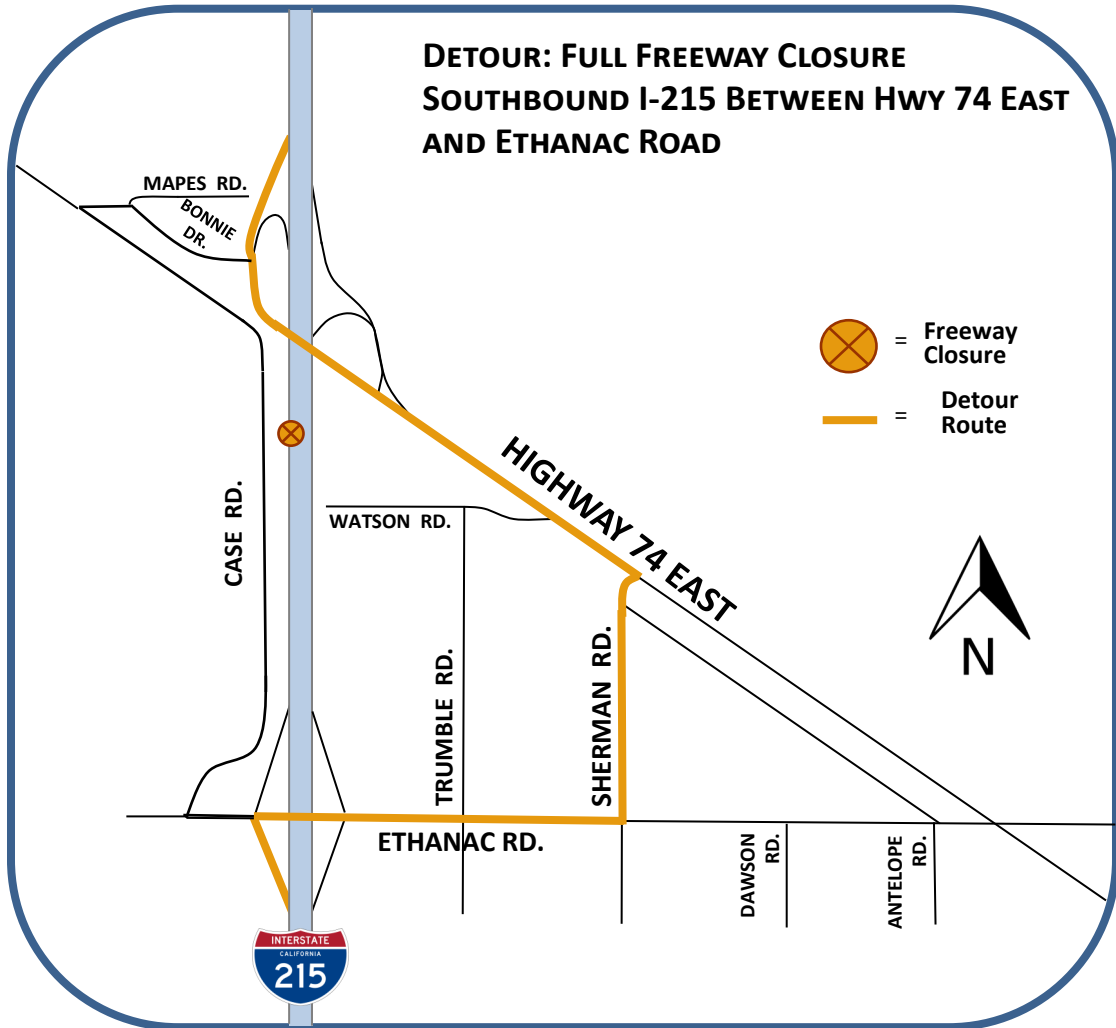 DETOUR: FULL FREEWAY CLOSURE
SOUTHBOUND I-215 BETWEEN HWY 74 EAST
AND ETHANAC ROAD
MAPES RD.
BONNIE
DR.
= Freeway
Closure
= Detour
Route
HIGHWAY 74 EAST
WATSON RD.
CASE RD.
N
TRUMBLE RD.
SHERMAN RD.
ETHANAC RD.
DAWSON
RD.
ANTELOPE
RD.
INTERSTATE
CALIFORNIA
215